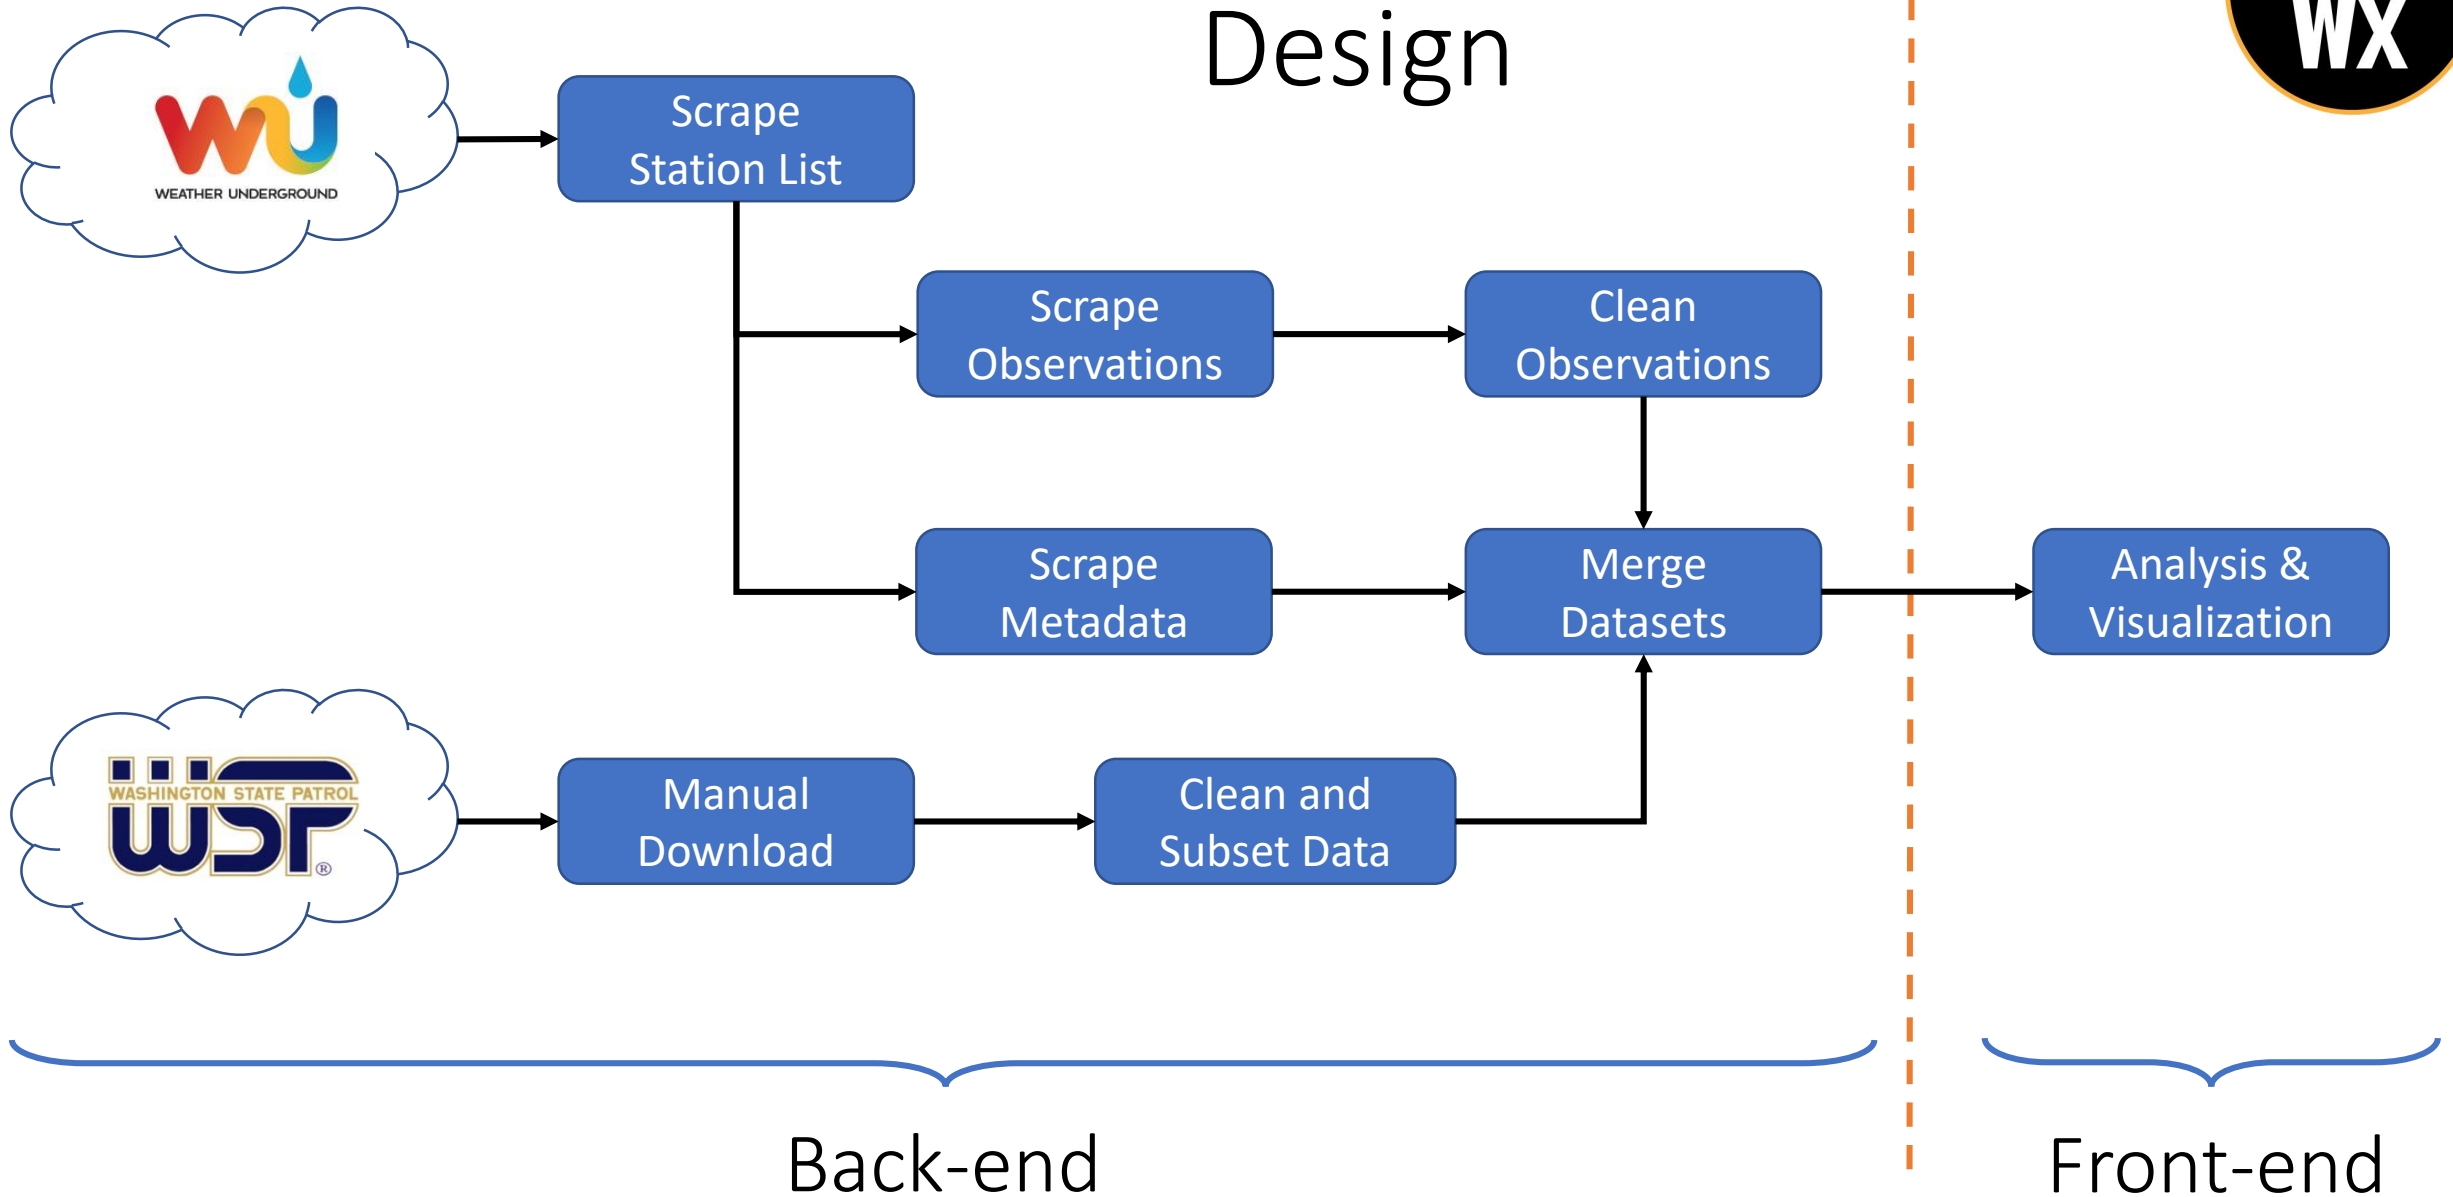 Design
WX
WEATHER UNDERGROUND
Scrape
Station List
Scrape
Observations
Clean
Observations
Scrape
Metadata
Merge
Datasets
Analysis &
Visualization
WASHINGTON STATE PATROL
WSP®
Manual
Download
Clean and
Subset Data
Back-end
Front-end